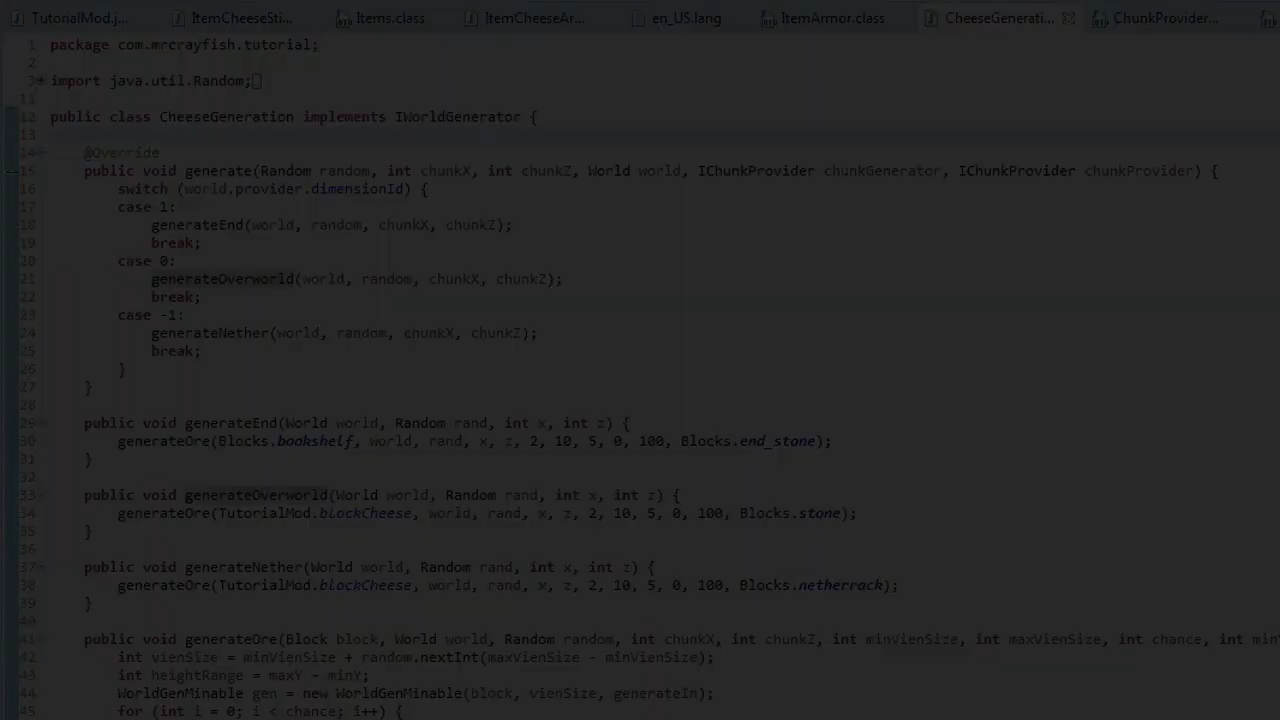 TutorialMod.j... ItemCheeseSti... Items.class ItemCheeseAr... en_US.lang ItemArmor.class CheeseGenerati... ChunkProvider...
1 package com.mrcrayfish.tutorial;
2
3 import java.util.Random;
11
12 public class CheeseGeneration implements IWorldGenerator {
13
14 @Override
15 public void generate(Random random, int chunkX, int chunkZ, World world, IChunkProvider chunkGenerator, IChunkProvider chunkProvider) {
16 switch (world.provider.dimensionId) {
17 case 1:
18 generateEnd(world, random, chunkX, chunkZ);
19 break;
20 case 0:
21 generateOverworld(world, random, chunkX, chunkZ);
22 break;
23 case -1:
24 generateNether(world, random, chunkX, chunkZ);
25 break;
26 }
27 }
28
29 public void generateEnd(World world, Random rand, int x, int z) {
30 generateOre(Blocks.bookshelf, world, rand, x, z, 2, 10, 5, 0, 100, Blocks.end_stone);
31 }
32
33 public void generateOverworld(World world, Random rand, int x, int z) {
34 generateOre(TutorialMod.blockCheese, world, rand, x, z, 2, 10, 5, 0, 100, Blocks.stone);
35 }
36
37 public void generateNether(World world, Random rand, int x, int z) {
38 generateOre(TutorialMod.blockCheese, world, rand, x, z, 2, 10, 5, 0, 100, Blocks.netherrack);
39 }
40
41 public void generateOre(Block block, World world, Random random, int chunkX, int chunkZ, int minVienSize, int maxVienSize, int chance, int min
42 int vienSize = minVienSize + random.nextInt(maxVienSize - minVienSize);
43 int heightRange = maxY - minY;
44 WorldGenMinable gen = new WorldGenMinable(block, vienSize, generateIn);
45 for (int i = 0; i < chance; i++) {